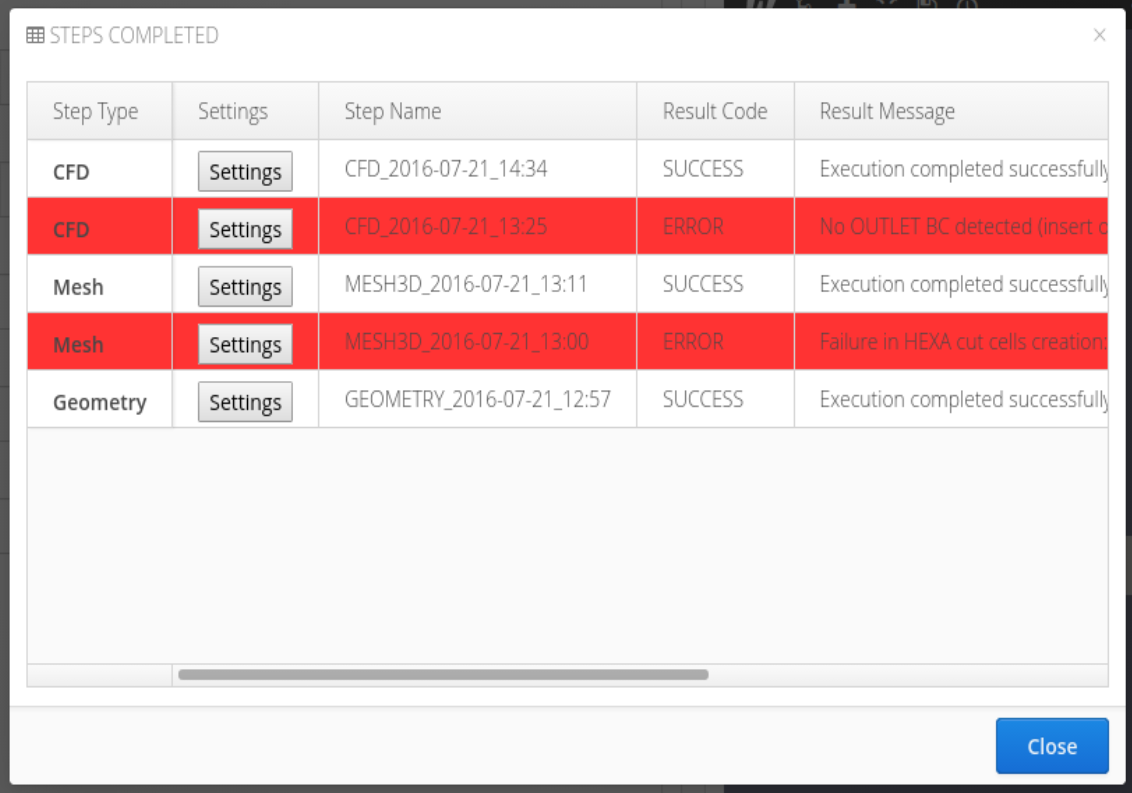 STEPS COMPLETED ×
Step Type Settings Step Name Result Code Result Message
CFD Settings CFD_2016-07-21_14:34 SUCCESS Execution completed successfully
CFD Settings CFD_2016-07-21_13:25 ERROR No OUTLET BC detected (insert
Mesh Settings MESH3D_2016-07-21_13:11 SUCCESS Execution completed successfully
Mesh Settings MESH3D_2016-07-21_13:00 ERROR Failure in HEXA cut cells creation:
Geometry Settings GEOMETRY_2016-07-21_12:57 SUCCESS Execution completed successfully
Close